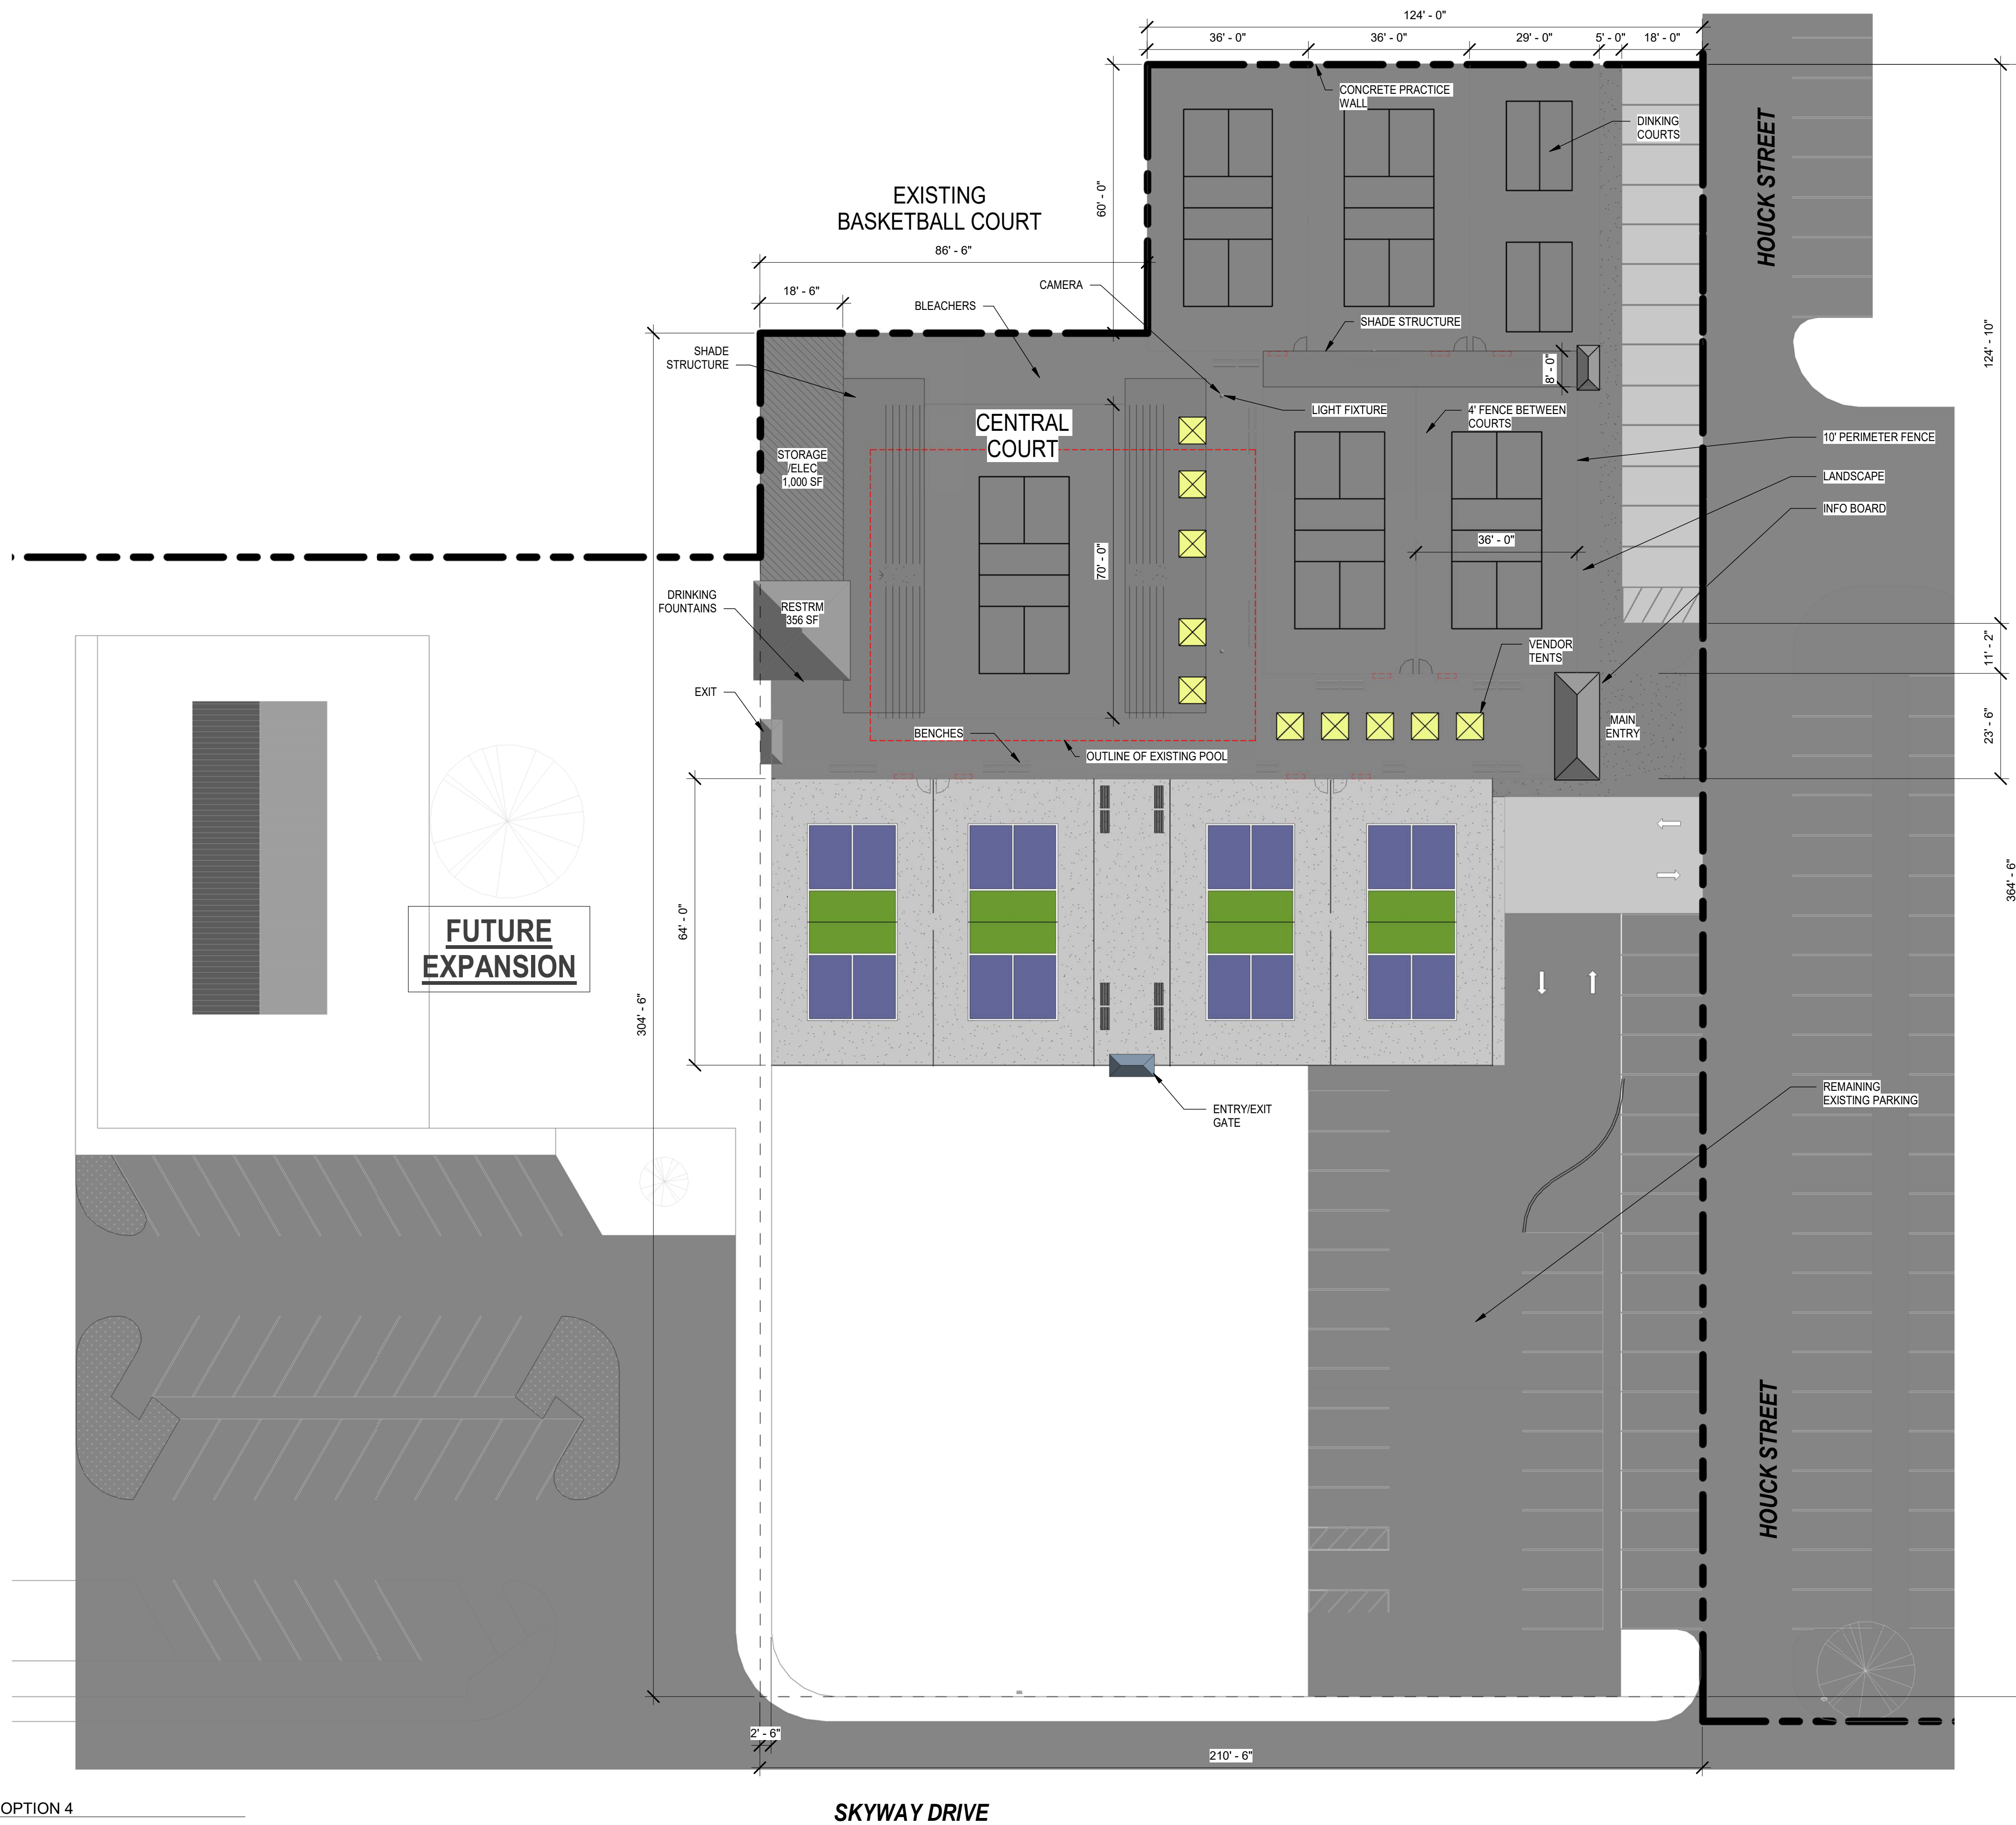 124' - 0"
36' - 0"
36' - 0"
29' - 0"
5' - 0"
18' - 0"
CONCRETE PRACTICE
WALL
DINKING
COURTS
HOUCK STREET
EXISTING
BASKETBALL COURT
60' - 0"
86' - 6"
18' - 6"
CAMERA
BLEACHERS
SHADE STRUCTURE
SHADE
STRUCTURE
8' - 0"
124' - 10"
CENTRAL
COURT
LIGHT FIXTURE
4' FENCE BETWEEN
COURTS
10' PERIMETER FENCE
STORAGE
/ELEC
1,000 SF
LANDSCAPE
INFO BOARD
36' - 0"
70' - 0"
DRINKING
FOUNTAINS
RESTRM
356 SF
VENDOR
TENTS
11' - 2"
EXIT
MAIN
ENTRY
23' - 6"
BENCHES
OUTLINE OF EXISTING POOL
364' - 6"
64' - 0"
FUTURE
EXPANSION
304' - 6"
REMAINING
EXISTING PARKING
ENTRY/EXIT
GATE
HOUCK STREET
2' - 6"
210' - 6"
OPTION 4
SKYWAY DRIVE